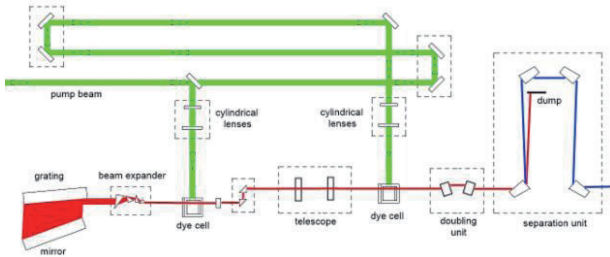 pump beam
cylindrical
lenses
cylindrical
lenses
dump
grating
beam expander
mirror
dye cell
telescope
dye cell
doubling
unit
separation unit